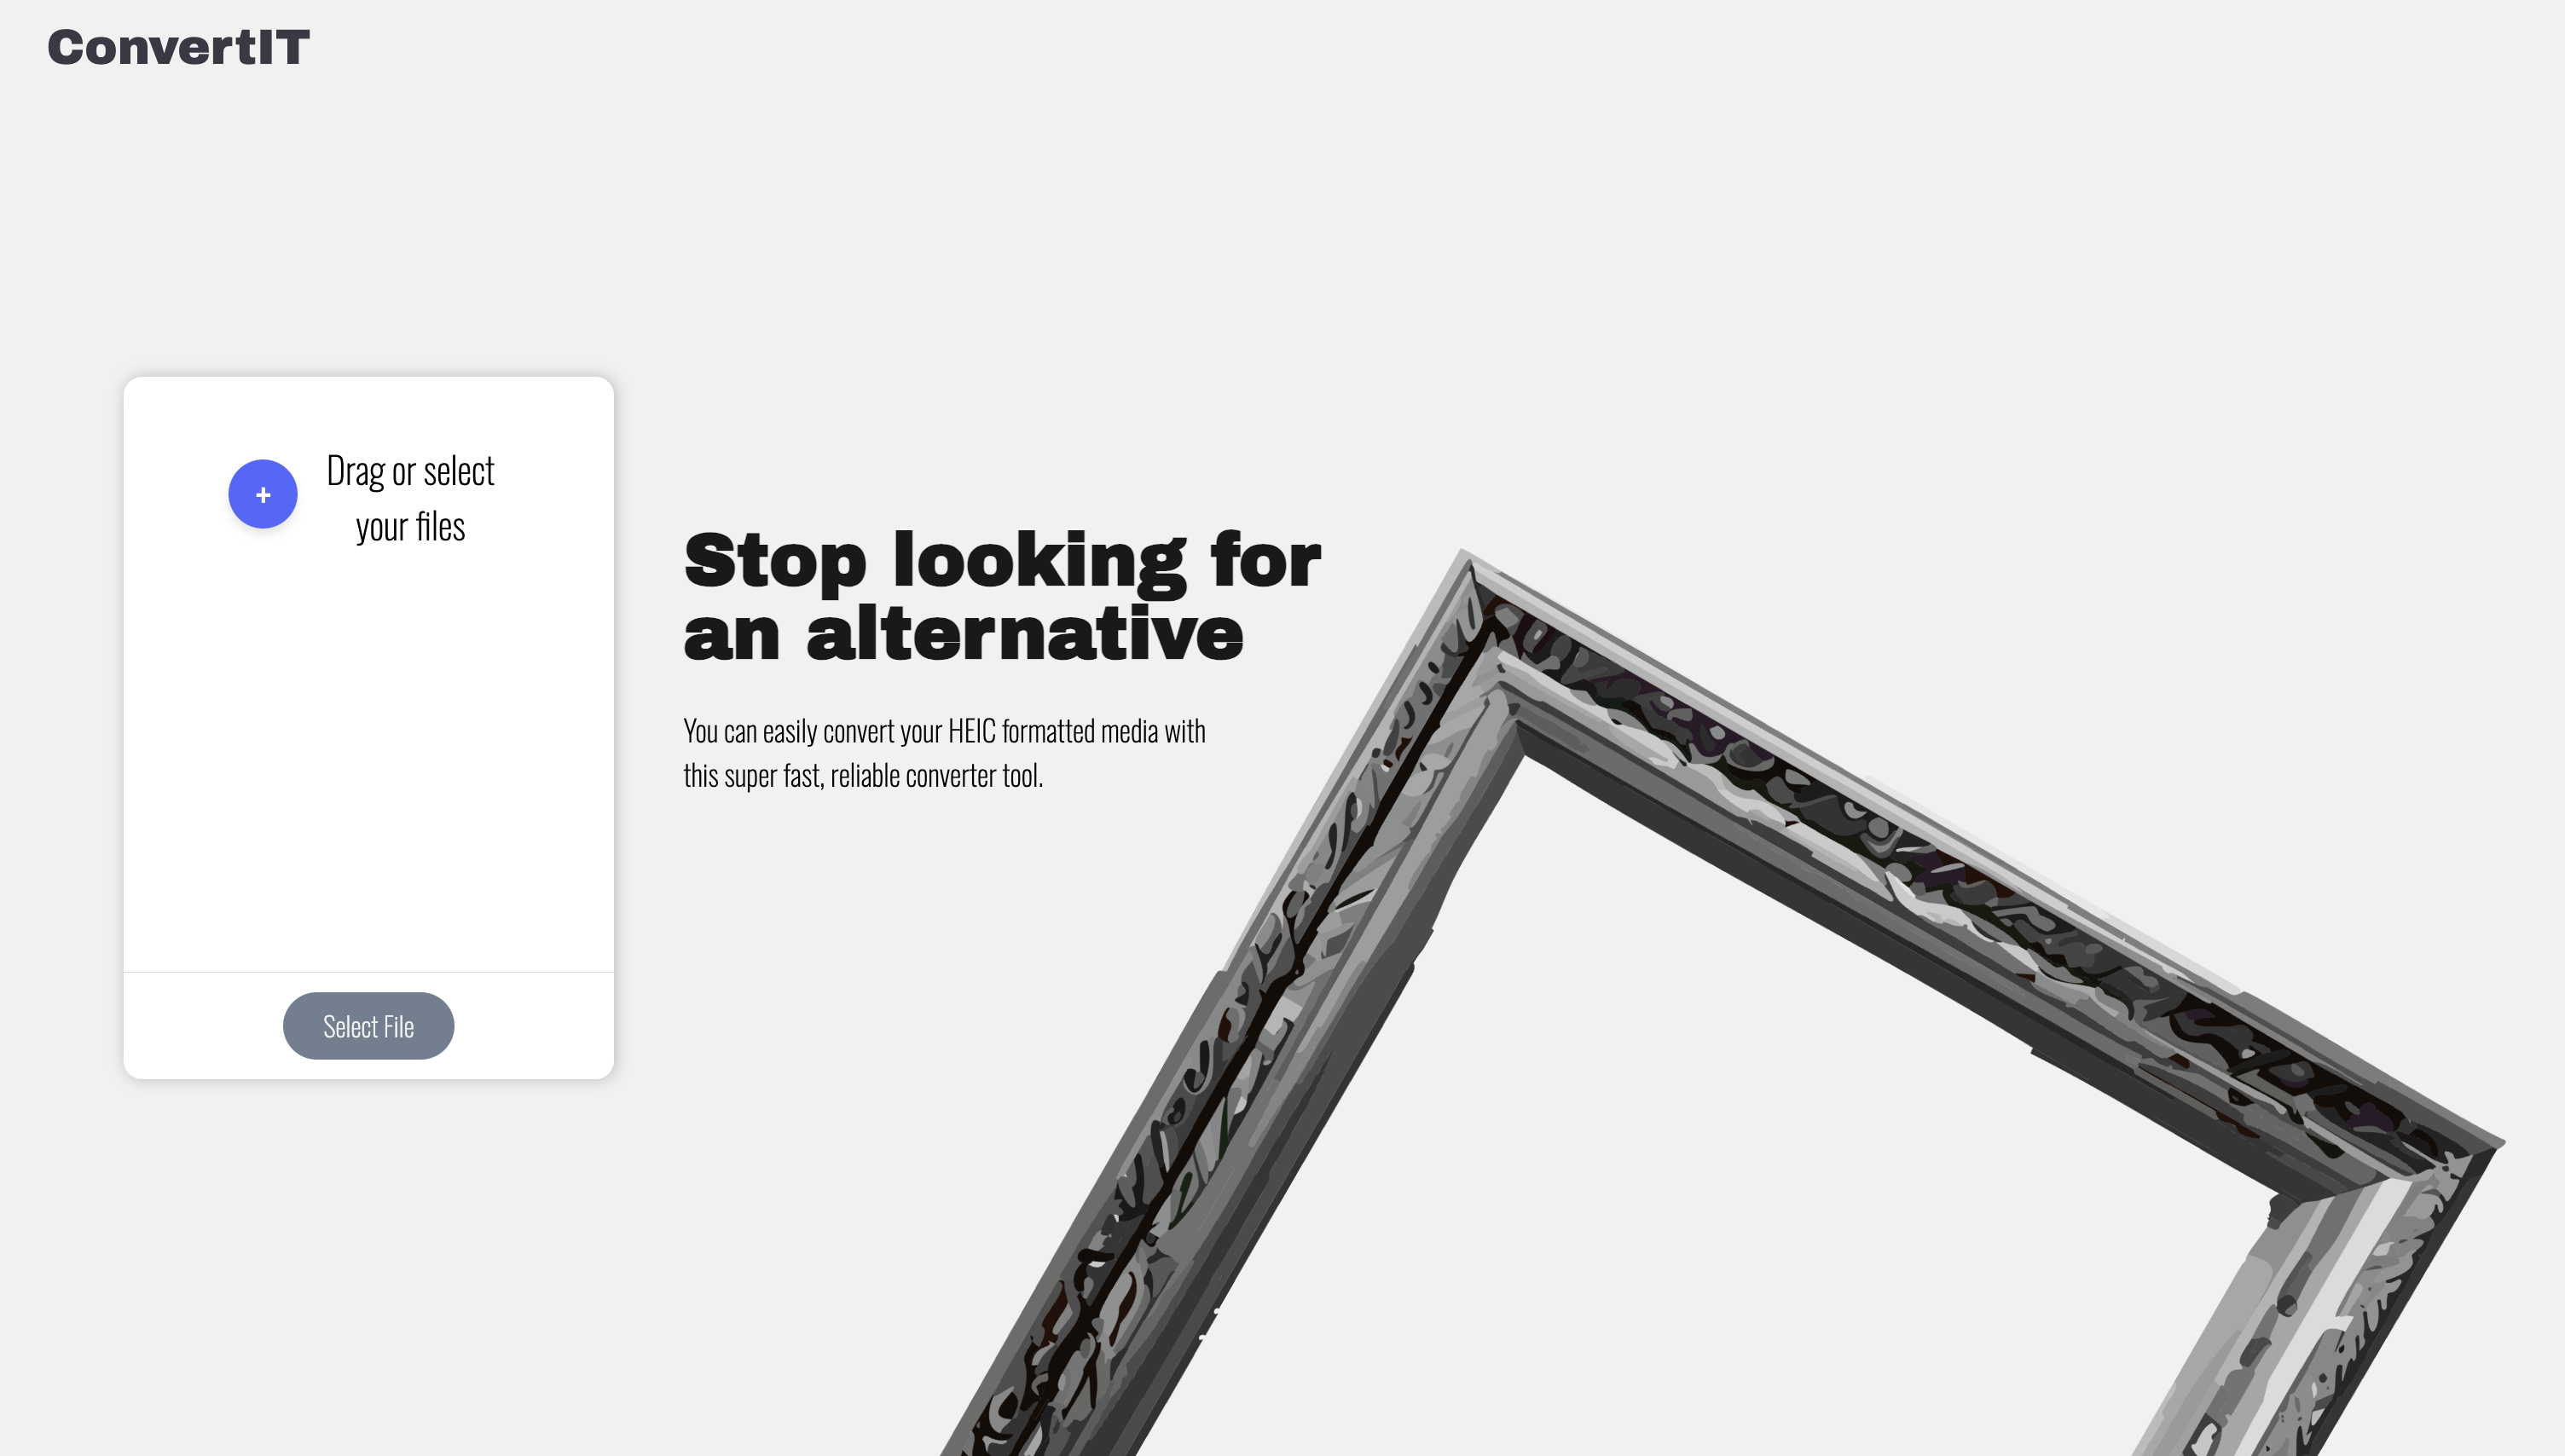 ConvertIT
+
Drag or select
your files
Select File
Stop looking for
an alternative
You can easily convert your HEIC formatted media with
this super fast, reliable converter tool.